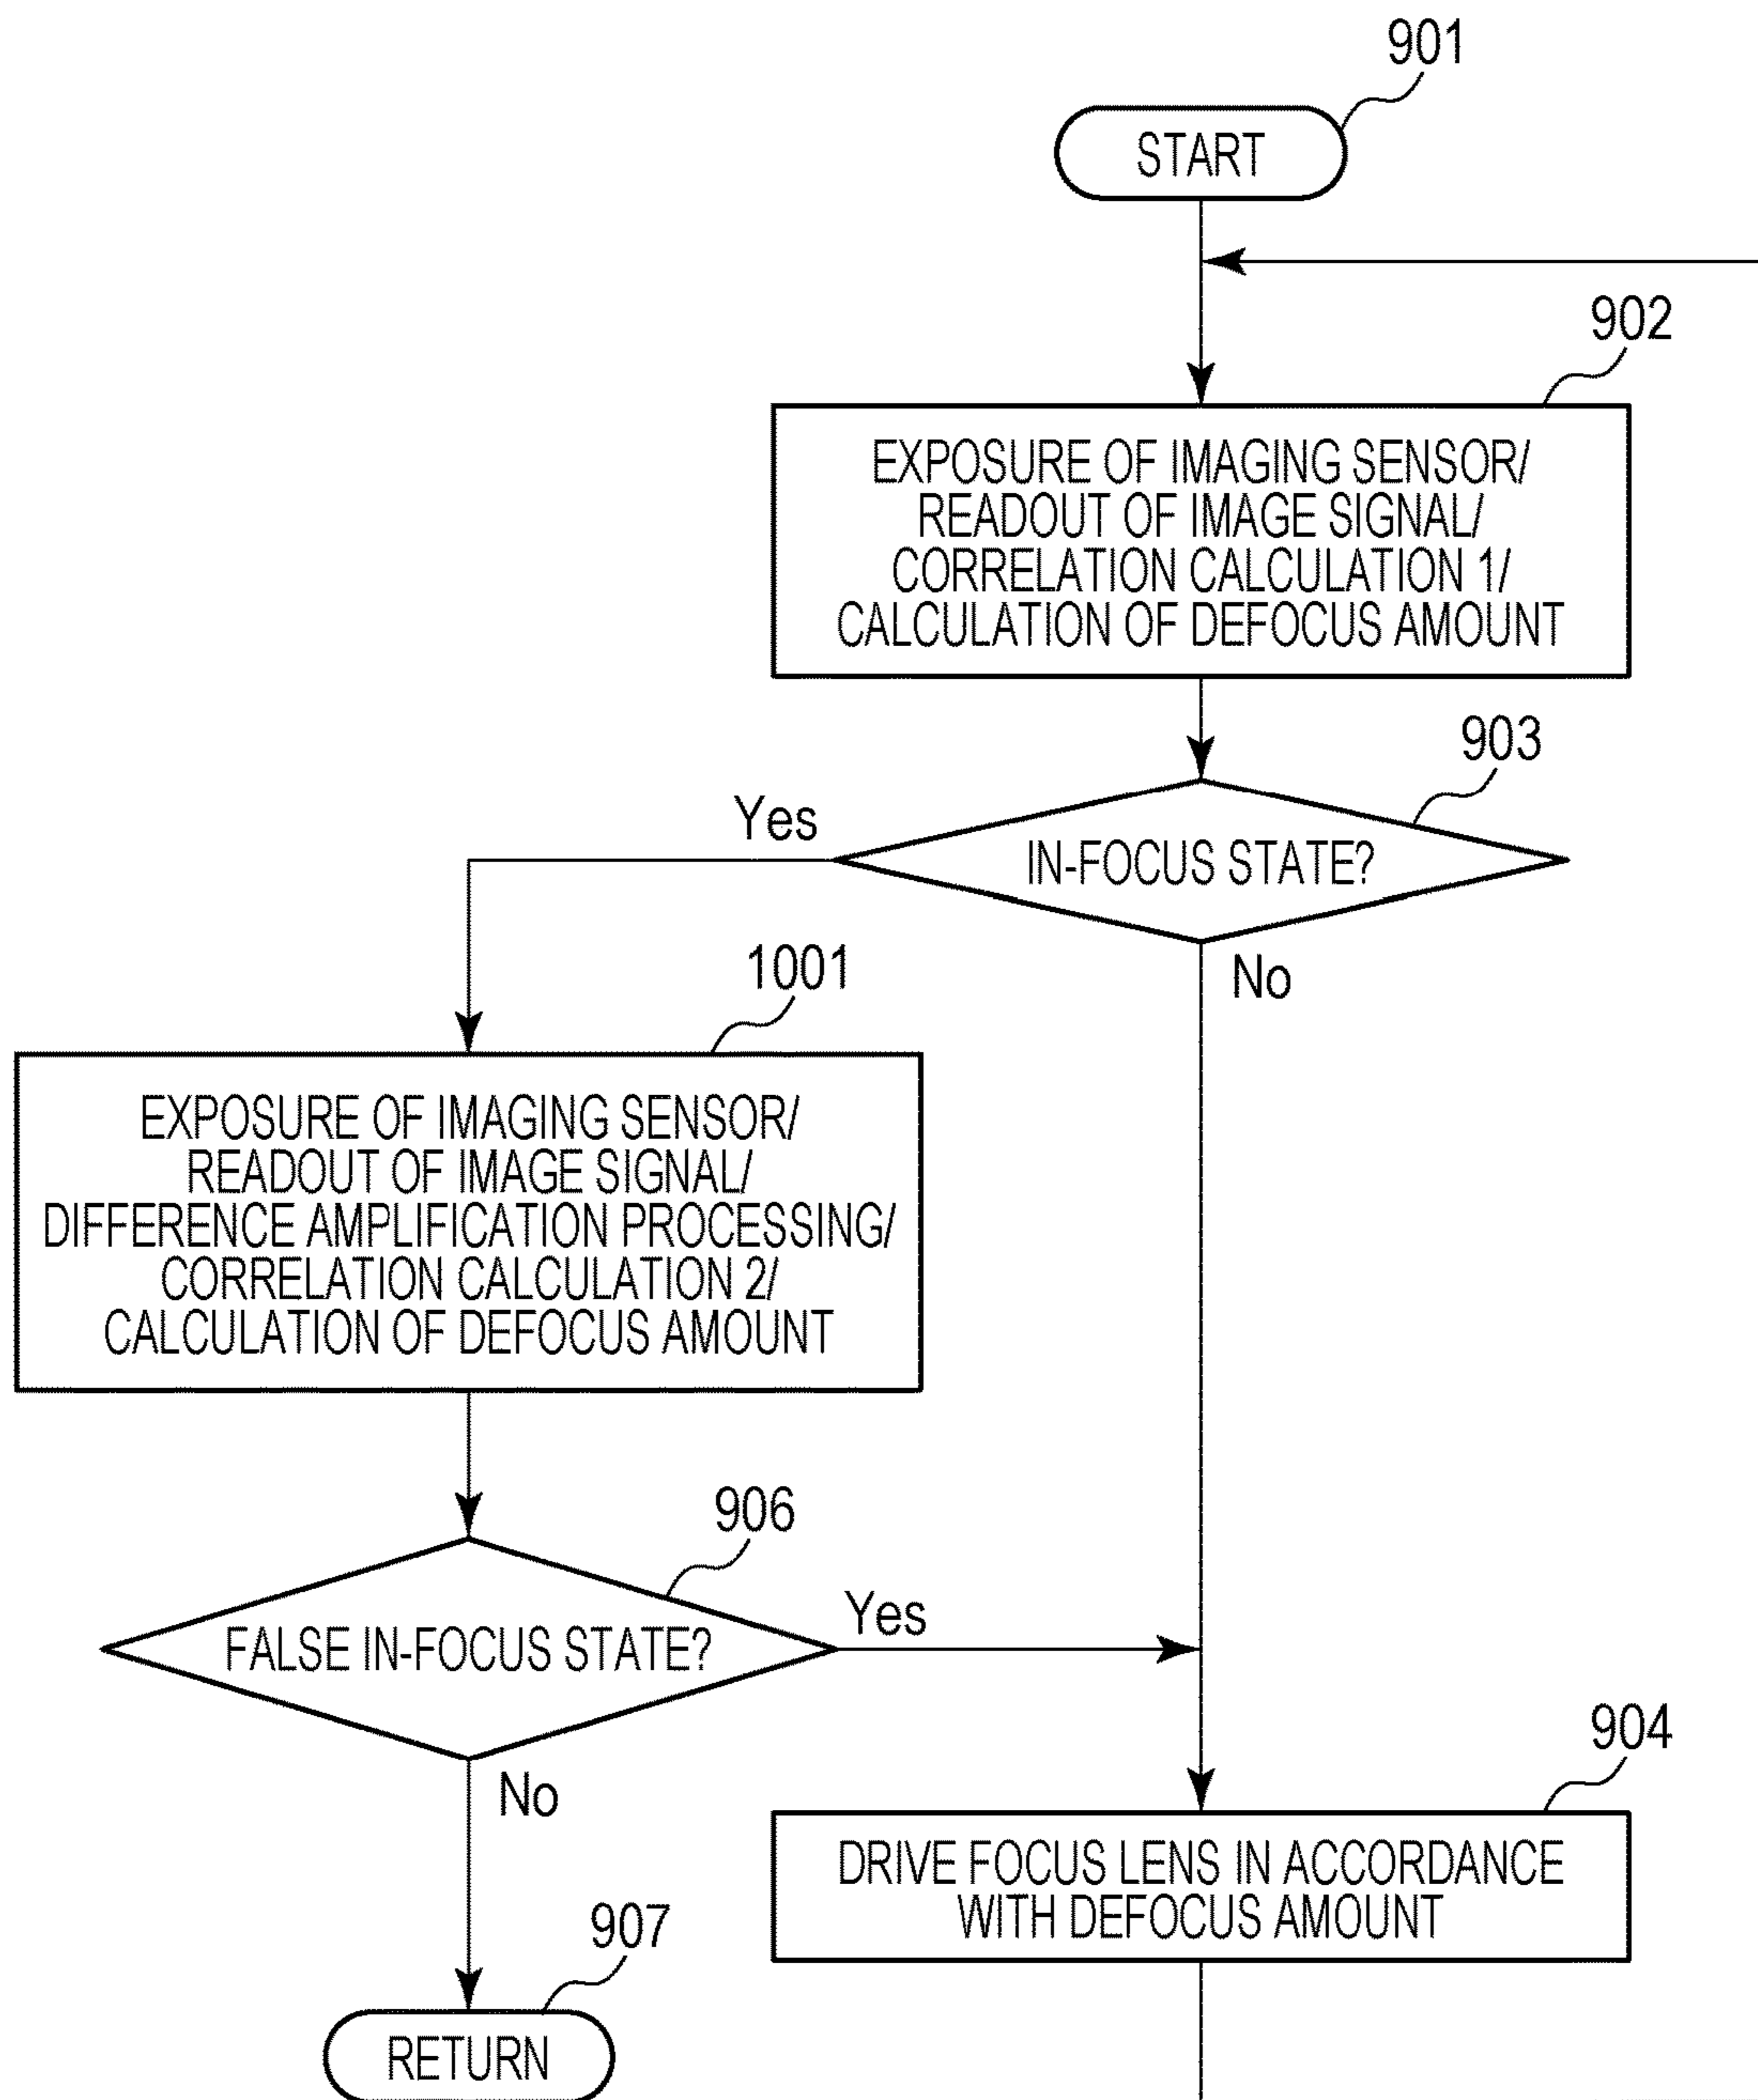 901
START
902
EXPOSURE OF IMAGING SENSOR/
READOUT OF IMAGE SIGNAL/
CORRELATION CALCULATION 1/
CALCULATION OF DEFOCUS AMOUNT
903
IN-FOCUS STATE?
Yes
No
1001
EXPOSURE OF IMAGING SENSOR/
READOUT OF IMAGE SIGNAL/
DIFFERENCE AMPLIFICATION PROCESSING/
CORRELATION CALCULATION 2/
CALCULATION OF DEFOCUS AMOUNT
906
FALSE IN-FOCUS STATE?
Yes
No
904
DRIVE FOCUS LENS IN ACCORDANCE
WITH DEFOCUS AMOUNT
907
RETURN